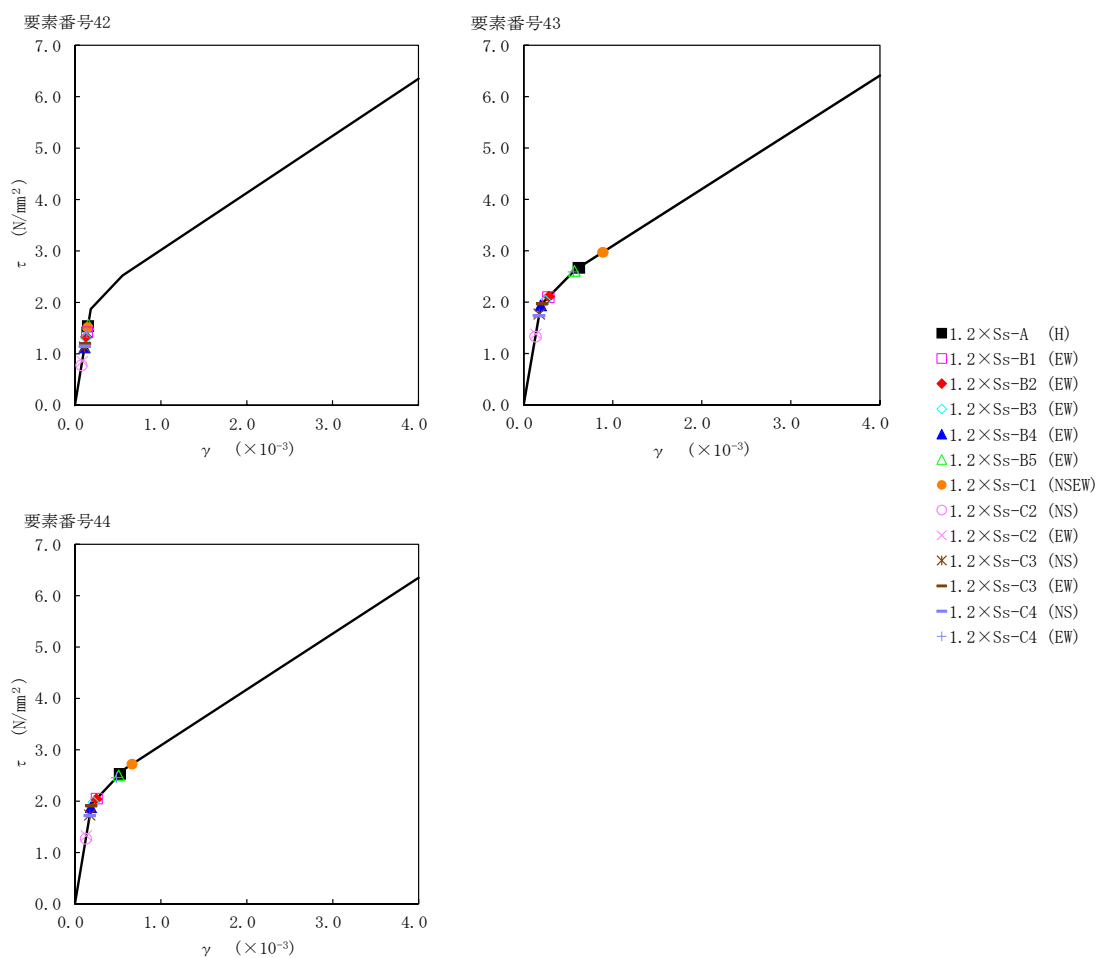 要素番号42
7.0
6.0
5.0
4.0
3.0
2.0
1.0
0.0
τ (N/mm²)
0.0 1.0 2.0 3.0 4.0
γ (×10⁻³)
要素番号43
7.0
6.0
5.0
4.0
3.0
2.0
1.0
0.0
0.0 1.0 2.0 3.0 4.0
γ (×10⁻³)
1.2×Ss-A (H)
1.2×Ss-B1 (EW)
1.2×Ss-B2 (EW)
1.2×Ss-B3 (EW)
1.2×Ss-B4 (EW)
1.2×Ss-B5 (EW)
1.2×Ss-C1 (NSEW)
1.2×Ss-C2 (NS)
1.2×Ss-C2 (EW)
1.2×Ss-C3 (NS)
1.2×Ss-C3 (EW)
1.2×Ss-C4 (NS)
1.2×Ss-C4 (EW)
要素番号44
7.0
6.0
5.0
4.0
3.0
2.0
1.0
0.0
τ (N/mm²)
0.0 1.0 2.0 3.0 4.0
γ (×10⁻³)